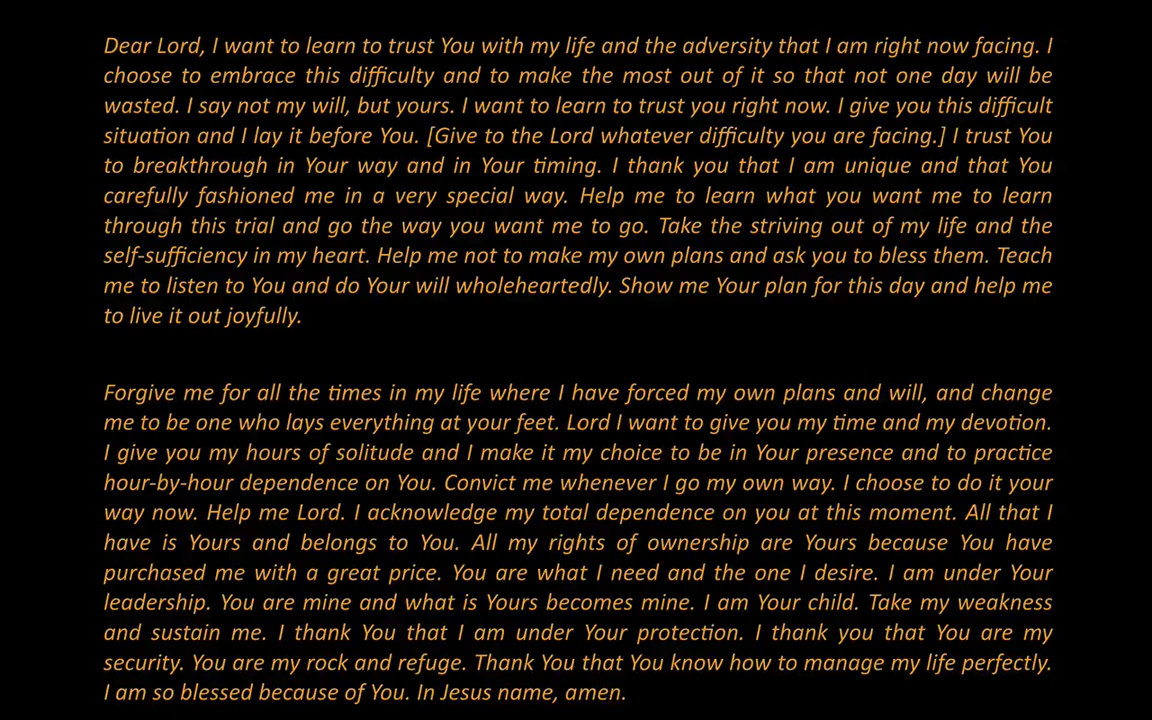 Dear Lord, I want to learn to trust You with my life and the adversity that I am right now facing. I
choose to embrace this difficulty and to make the most out of it so that not one day will be
wasted. I say not my will, but yours. I want to learn to trust you right now. I give you this difficult
situation and I lay it before You. [Give to the Lord whatever difficulty you are facing.] I trust You
to breakthrough in Your way and in Your timing. I thank you that I am unique and that You
carefully fashioned me in a very special way. Help me to learn what you want me to learn
through this trial and go the way you want me to go. Take the striving out of my life and the
self-sufficiency in my heart. Help me not to make my own plans and ask you to bless them. Teach
me to listen to You and do Your will wholeheartedly. Show me Your plan for this day and help me
to live it out joyfully.
Forgive me for all the times in my life where I have forced my own plans and will, and change
me to be one who lays everything at your feet. Lord I want to give you my time and my devotion.
I give you my hours of solitude and I make it my choice to be in Your presence and to practice
hour-by-hour dependence on You. Convict me whenever I go my own way. I choose to do it your
way now. Help me Lord. I acknowledge my total dependence on you at this moment. All that I
have is Yours and belongs to You. All my rights of ownership are Yours because You have
purchased me with a great price. You are what I need and the one I desire. I am under Your
leadership. You are mine and what is Yours becomes mine. I am Your child. Take my weakness
and sustain me. I thank You that I am under Your protection. I thank you that You are my
security. You are my rock and refuge. Thank You that You know how to manage my life perfectly.
I am so blessed because of You. In Jesus name, amen.